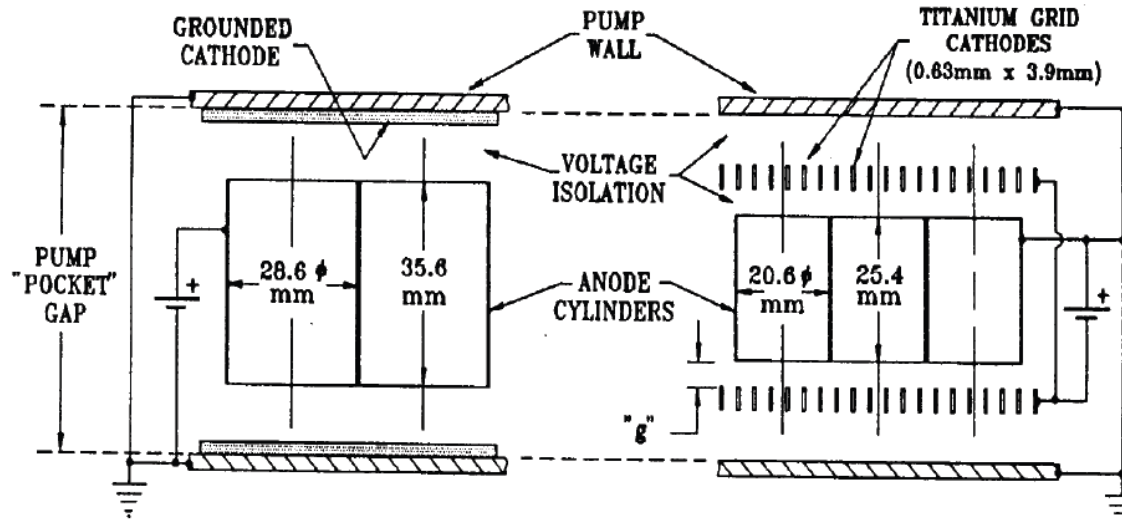 GROUNDED
CATHODE
PUMP
WALL
TITANIUM GRID
CATHODES
(0.63mm x 3.9mm)
VOLTAGE
ISOLATION
PUMP
"POCKET"
GAP
+
28.6 ϕ
mm
35.6
mm
ANODE
CYLINDERS
20.6 ϕ
mm
25.4
mm
+
"g"